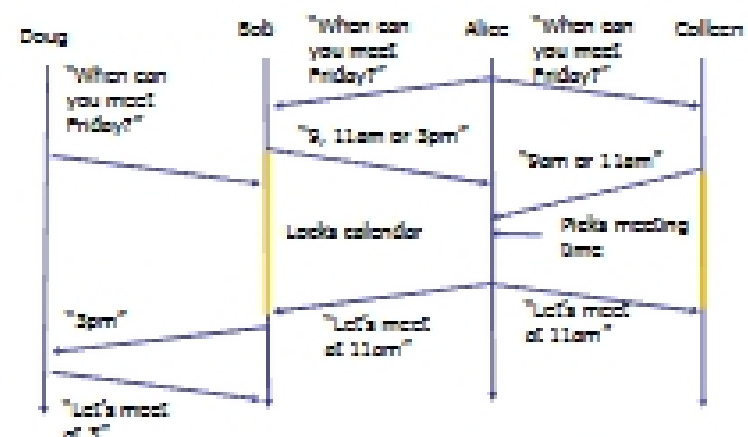 Doug Bob Alice Colleen
"When can
you meet
Friday?"
"When can
you meet
Friday?"
"When can
you meet
Friday?"
"9, 11am or 3pm"
"9am or 11am"
Locks calendar
Picks meeting
time
"3pm"
"Let's meet
at 11am"
"Let's meet
at 11am"
"Let's meet
at 3"